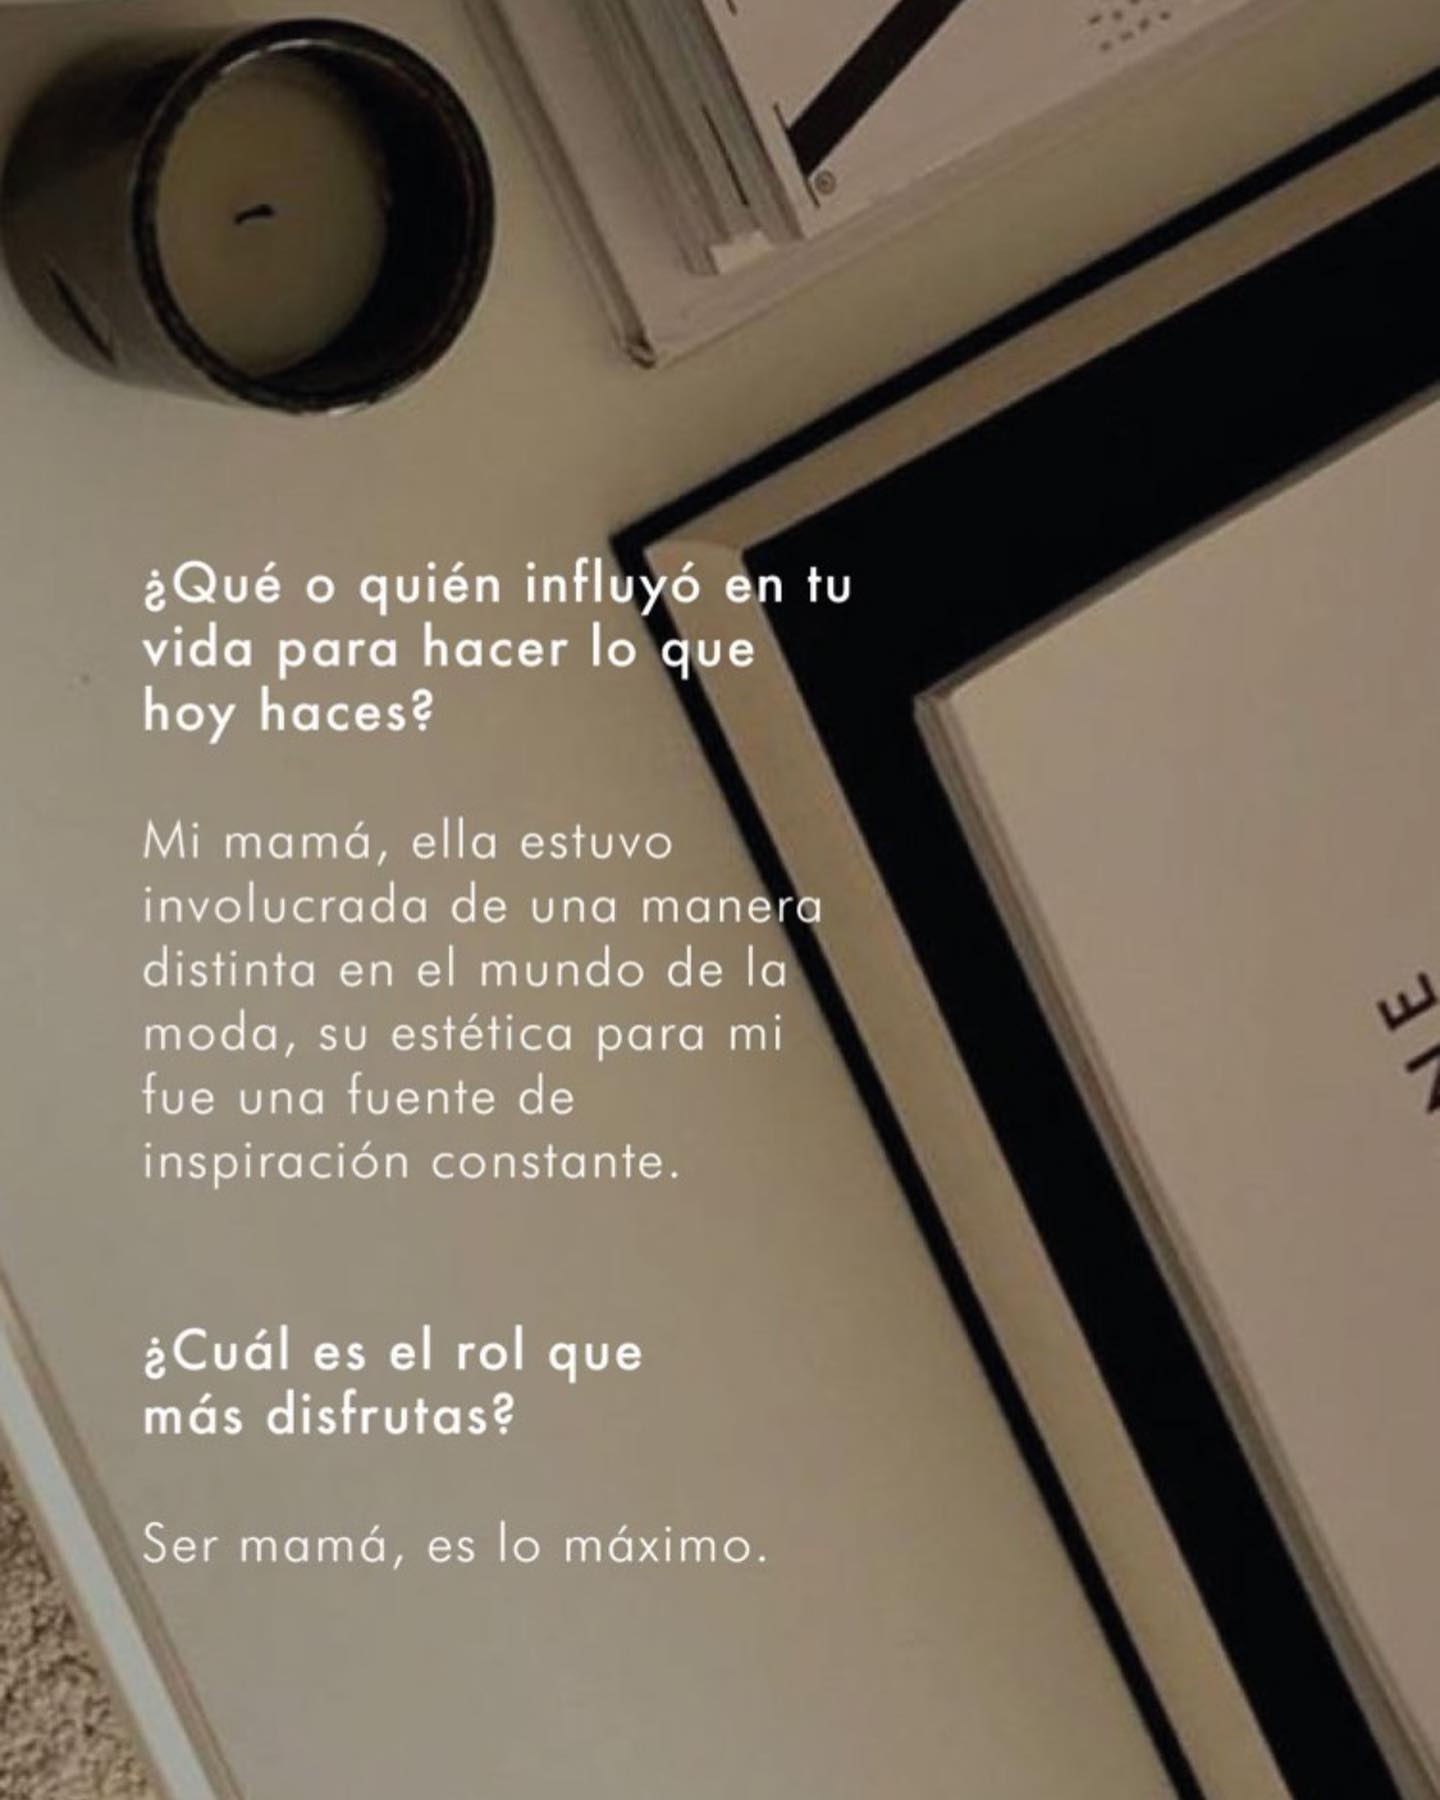 ®
¿Qué o quién influyó en tu
vida para hacer lo que
hoy haces?
Mi mamá, ella estuvo
involucrada de una manera
distinta en el mundo de la
moda, su estética para mi
fue una fuente de
inspiración constante.
¿Cuál es el rol que
más disfrutas?
Ser mamá, es lo máximo.